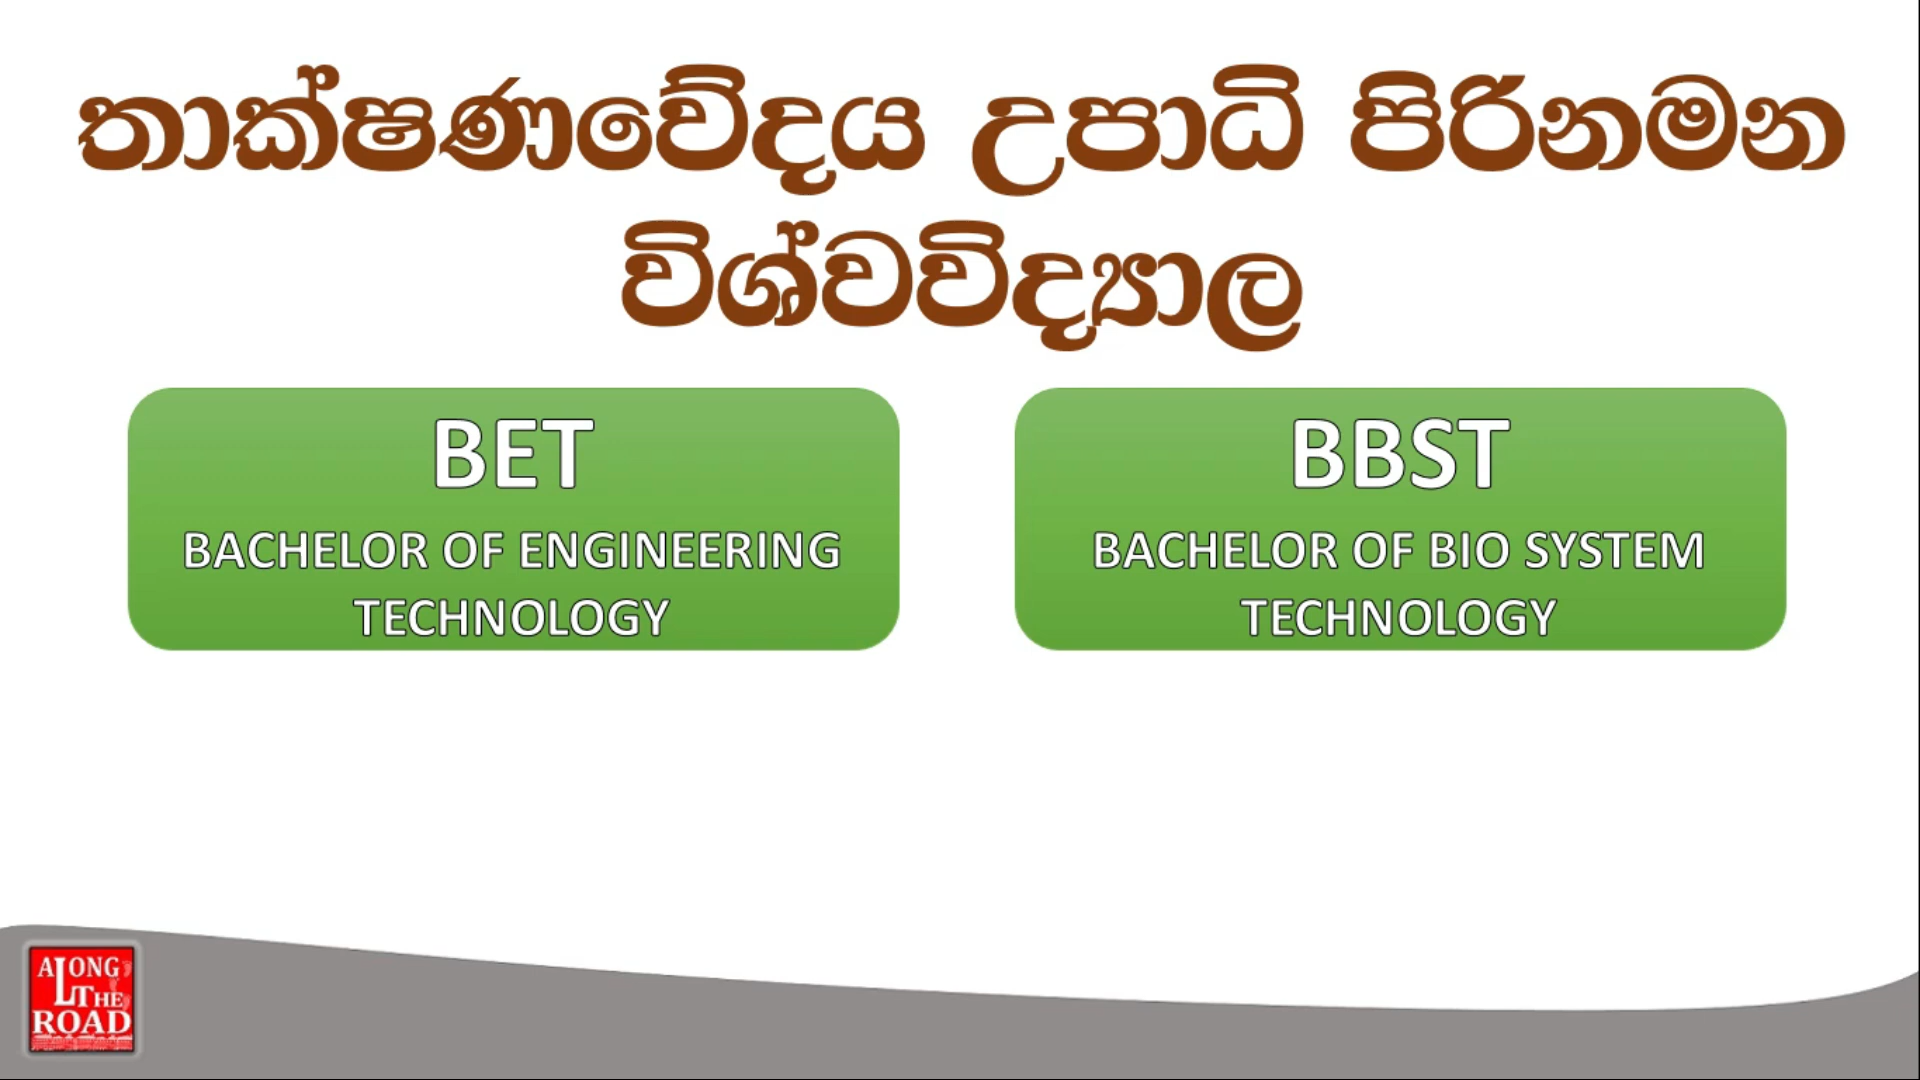 තාක්ෂණවේදය උපාධි පිරිනමන
විශ්වවිද්‍යාල
BET
BACHELOR OF ENGINEERING
TECHNOLOGY
BBST
BACHELOR OF BIO SYSTEM
TECHNOLOGY
ALONG
THE
ROAD